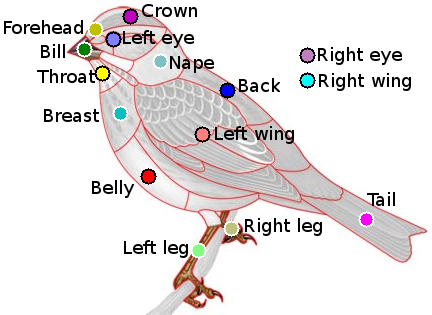 Crown
Forehead
Left eye
Bill
Right eye
Nape
Throat
Right wing
Back
Breast
Left wing
Belly
Tail
Right leg
Left leg